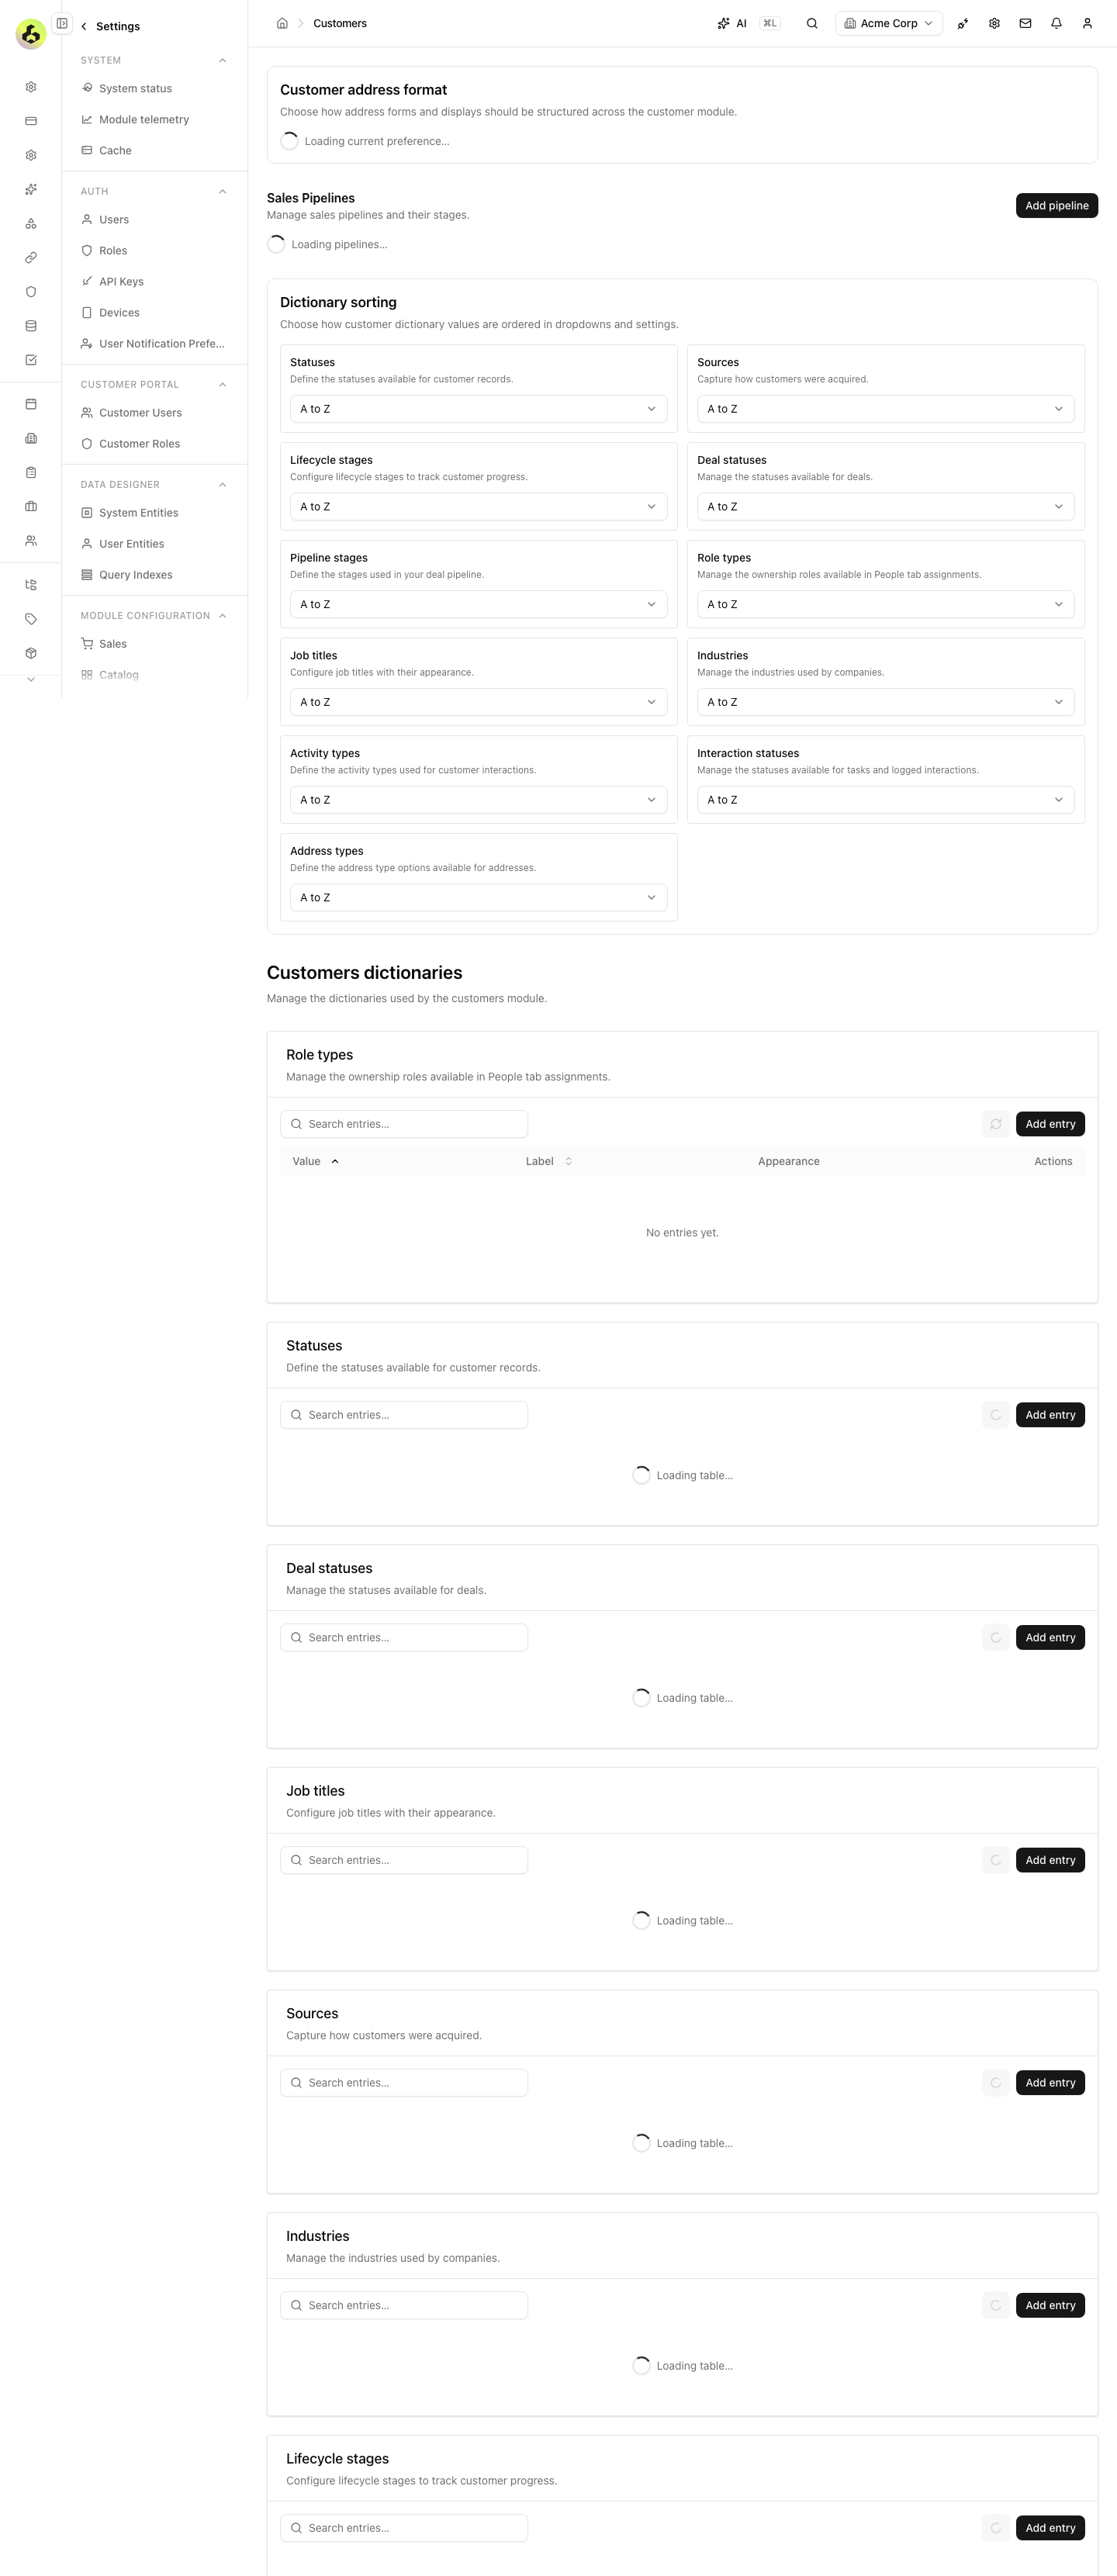 Settings
SYSTEM
System status
Module telemetry
Cache
AUTH
Users
Roles
API Keys
Devices
User Notification Prefe...
CUSTOMER PORTAL
Customer Users
Customer Roles
DATA DESIGNER
System Entities
User Entities
Query Indexes
MODULE CONFIGURATION
Sales
Catalog
Customers
AI ⌘L
Acme Corp
Customer address format
Choose how address forms and displays should be structured across the customer module.
Loading current preference...
Sales Pipelines
Manage sales pipelines and their stages.
Add pipeline
Loading pipelines...
Dictionary sorting
Choose how customer dictionary values are ordered in dropdowns and settings.
Statuses
Define the statuses available for customer records.
A to Z
Sources
Capture how customers were acquired.
A to Z
Lifecycle stages
Configure lifecycle stages to track customer progress.
A to Z
Deal statuses
Manage the statuses available for deals.
A to Z
Pipeline stages
Define the stages used in your deal pipeline.
A to Z
Role types
Manage the ownership roles available in People tab assignments.
A to Z
Job titles
Configure job titles with their appearance.
A to Z
Industries
Manage the industries used by companies.
A to Z
Activity types
Define the activity types used for customer interactions.
A to Z
Interaction statuses
Manage the statuses available for tasks and logged interactions.
A to Z
Address types
Define the address type options available for addresses.
A to Z
Customers dictionaries
Manage the dictionaries used by the customers module.
Role types
Manage the ownership roles available in People tab assignments.
Search entries...
Add entry
Value Label Appearance Actions
No entries yet.
Statuses
Define the statuses available for customer records.
Search entries...
Add entry
Loading table...
Deal statuses
Manage the statuses available for deals.
Search entries...
Add entry
Loading table...
Job titles
Configure job titles with their appearance.
Search entries...
Add entry
Loading table...
Sources
Capture how customers were acquired.
Search entries...
Add entry
Loading table...
Industries
Manage the industries used by companies.
Search entries...
Add entry
Loading table...
Lifecycle stages
Configure lifecycle stages to track customer progress.
Search entries...
Add entry